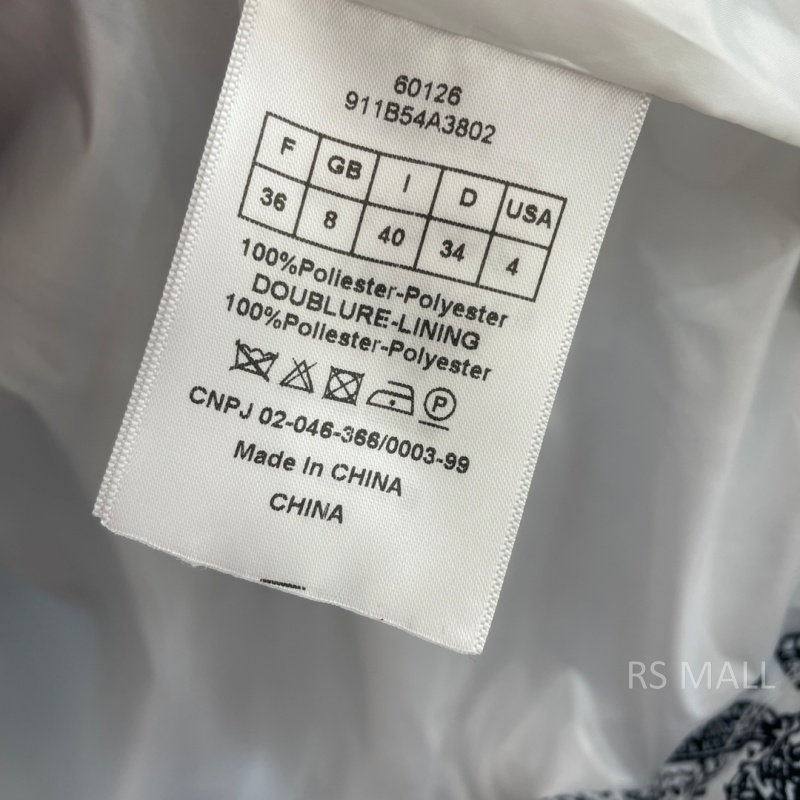 60126
911B54A3802
F GB I D USA
36 8 40 34 4
100%Poliester-Polyester
DOUBLURE-LINING
100%Poliester-Polyester
P
CNPJ 02-046-366/0003-99
Made In CHINA
CHINA
RS MALL